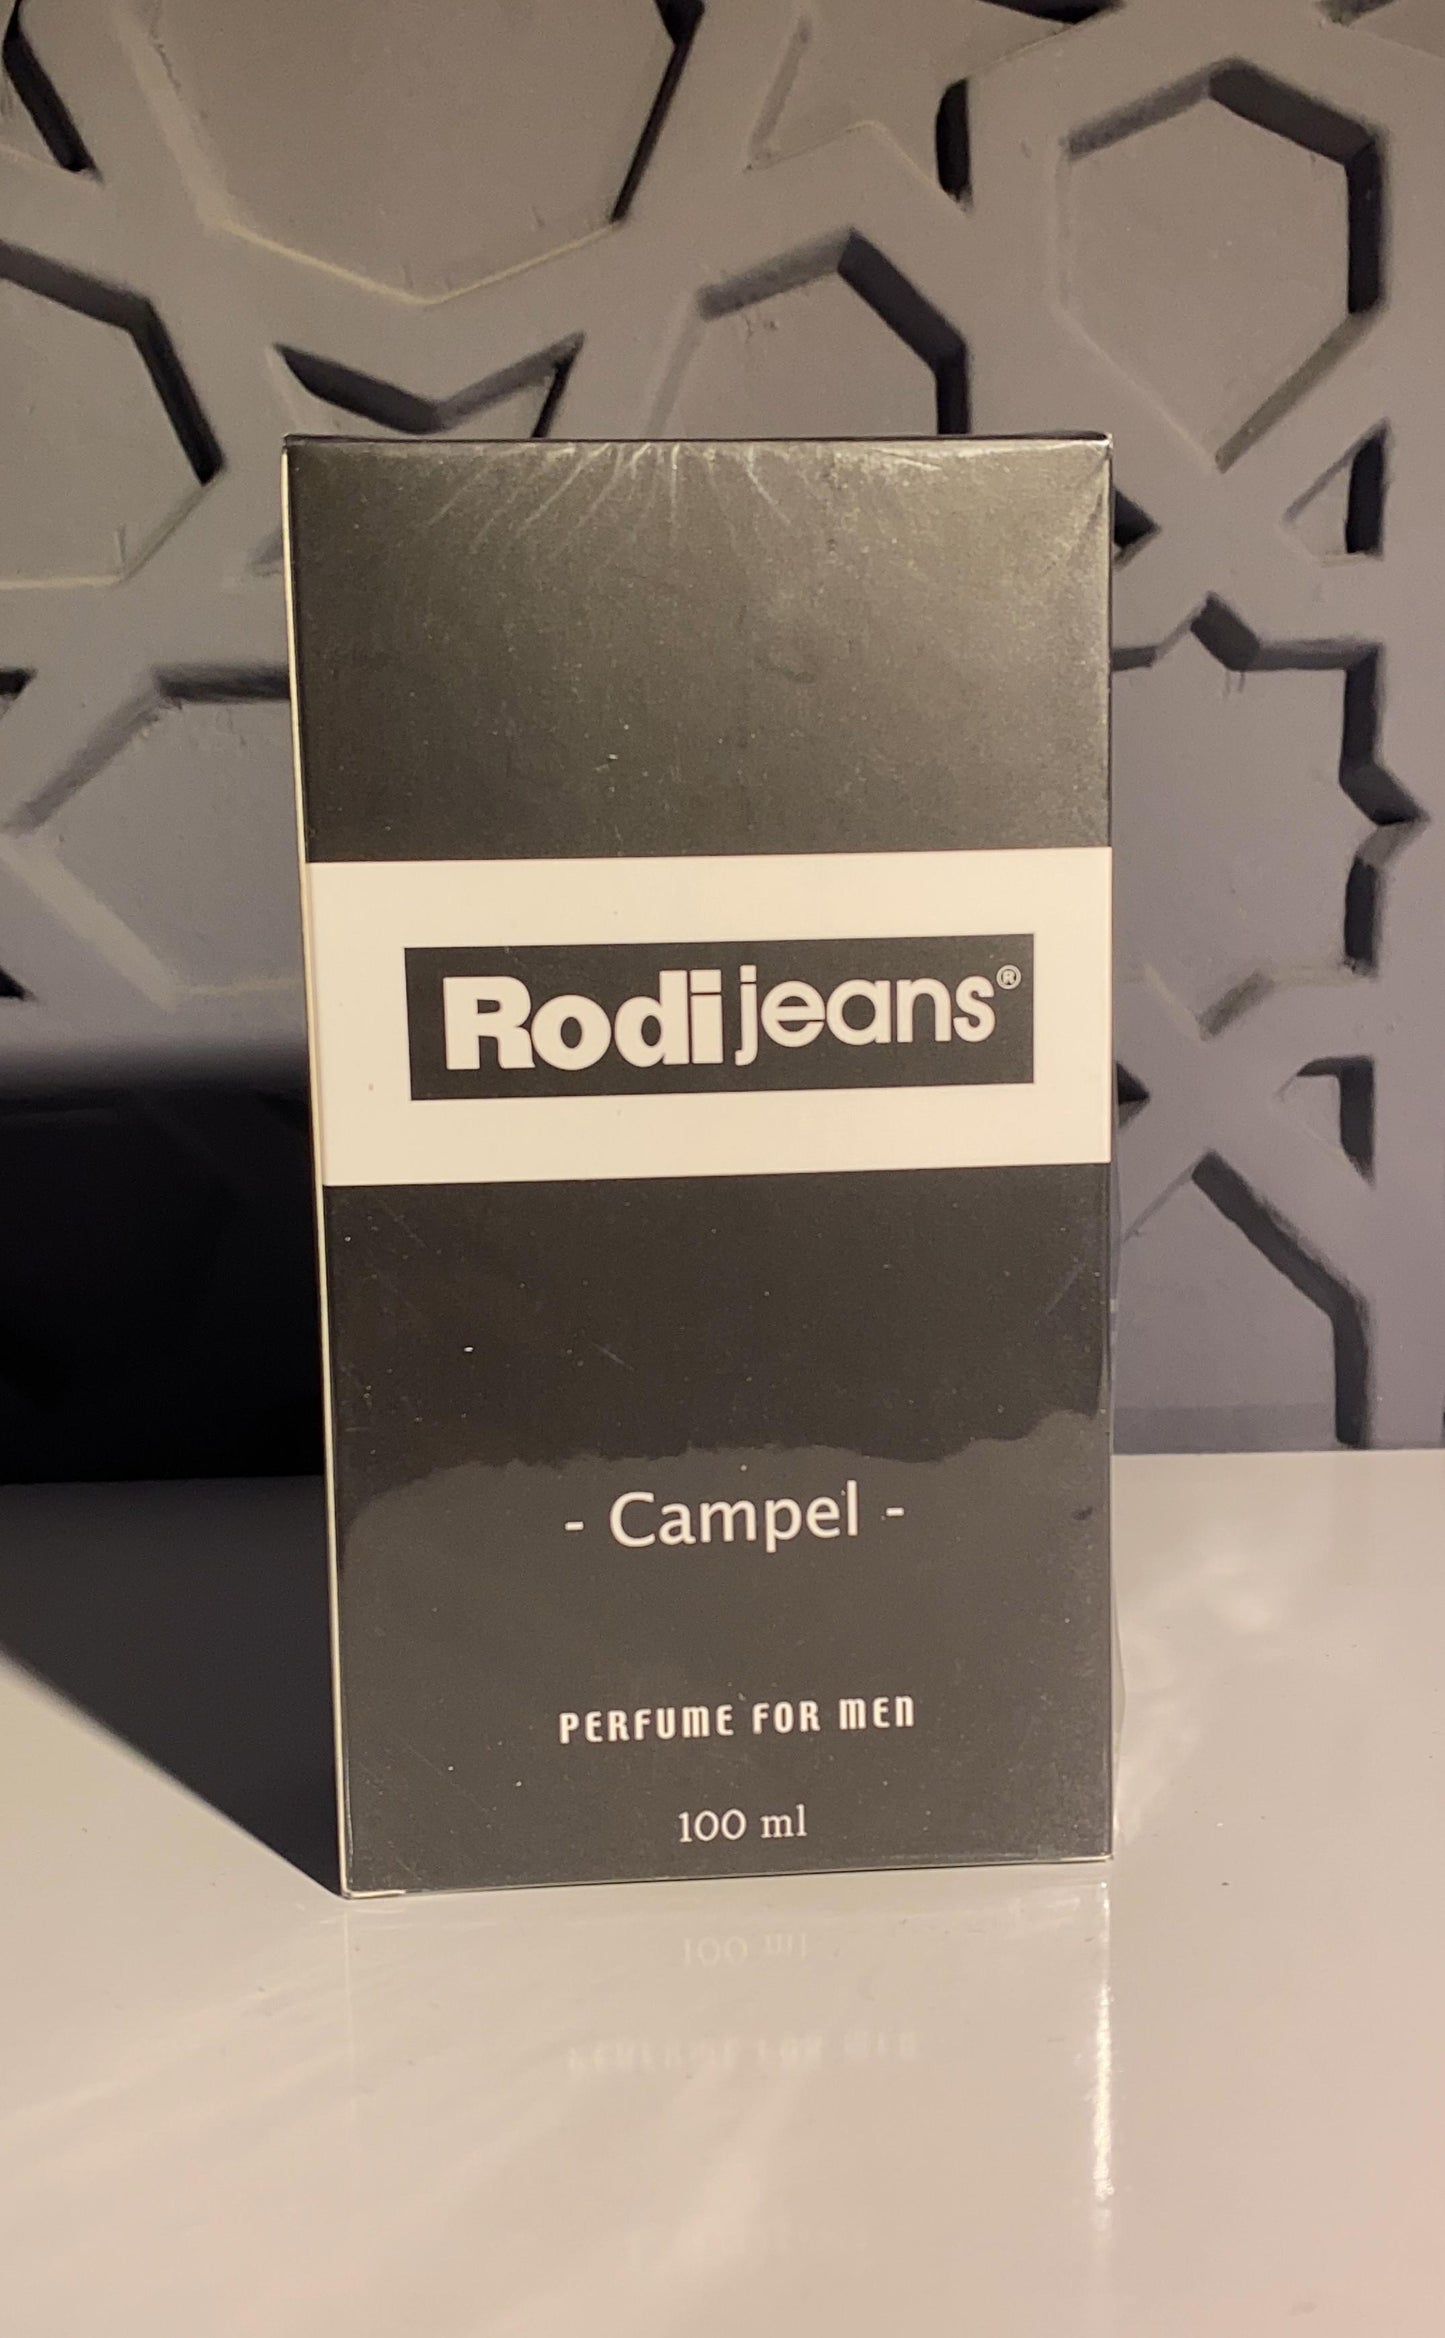 Rodi jeans®
- Campel -
PERFUME FOR MEN
100 ml